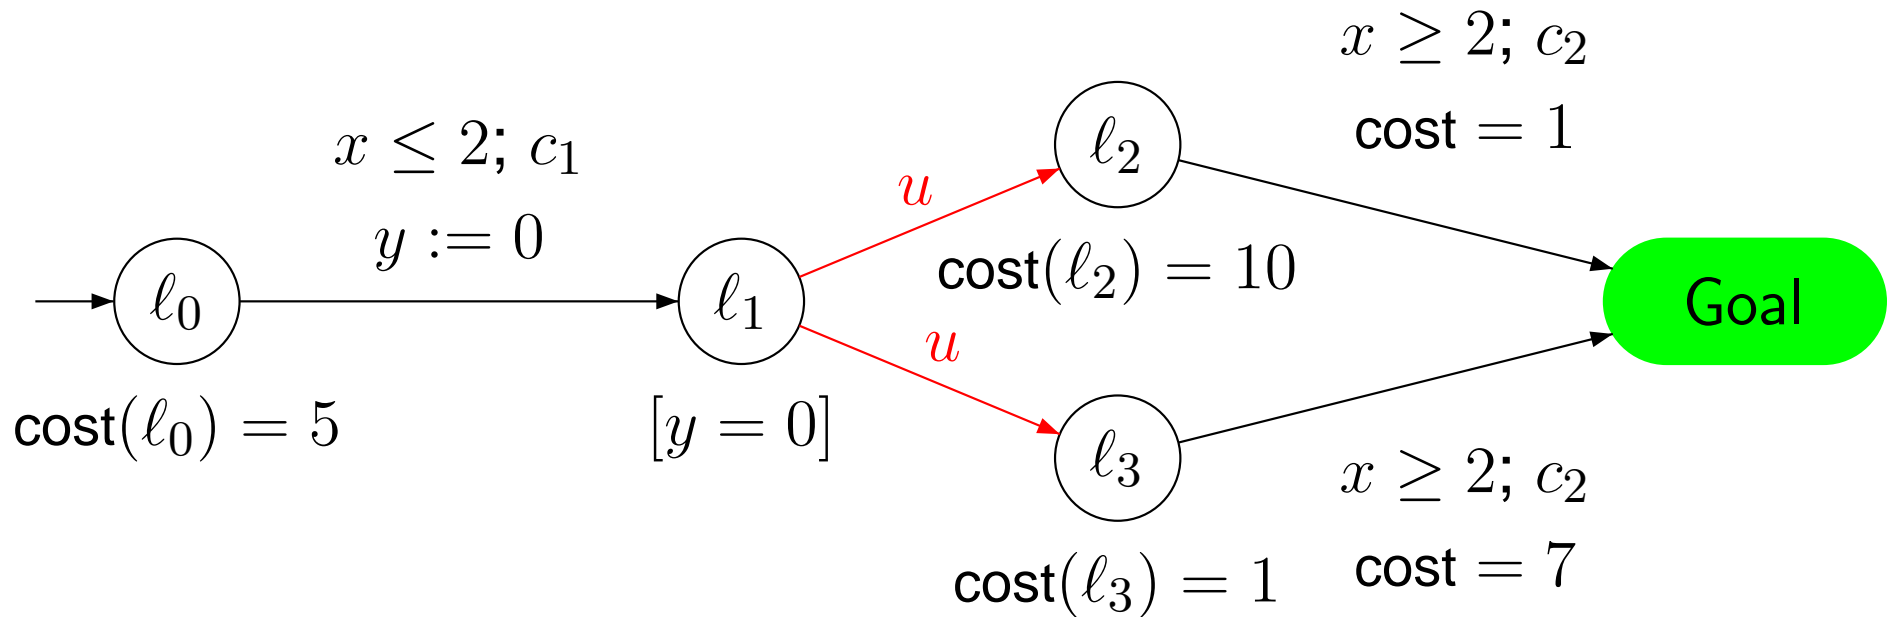 x ≥ 2; c₂
cost = 1
x ≤ 2; c₁
y := 0
u
ℓ₂
cost(ℓ₂) = 10
ℓ₀
cost(ℓ₀) = 5
ℓ₁
[y = 0]
Goal
u
ℓ₃
cost(ℓ₃) = 1
x ≥ 2; c₂
cost = 7